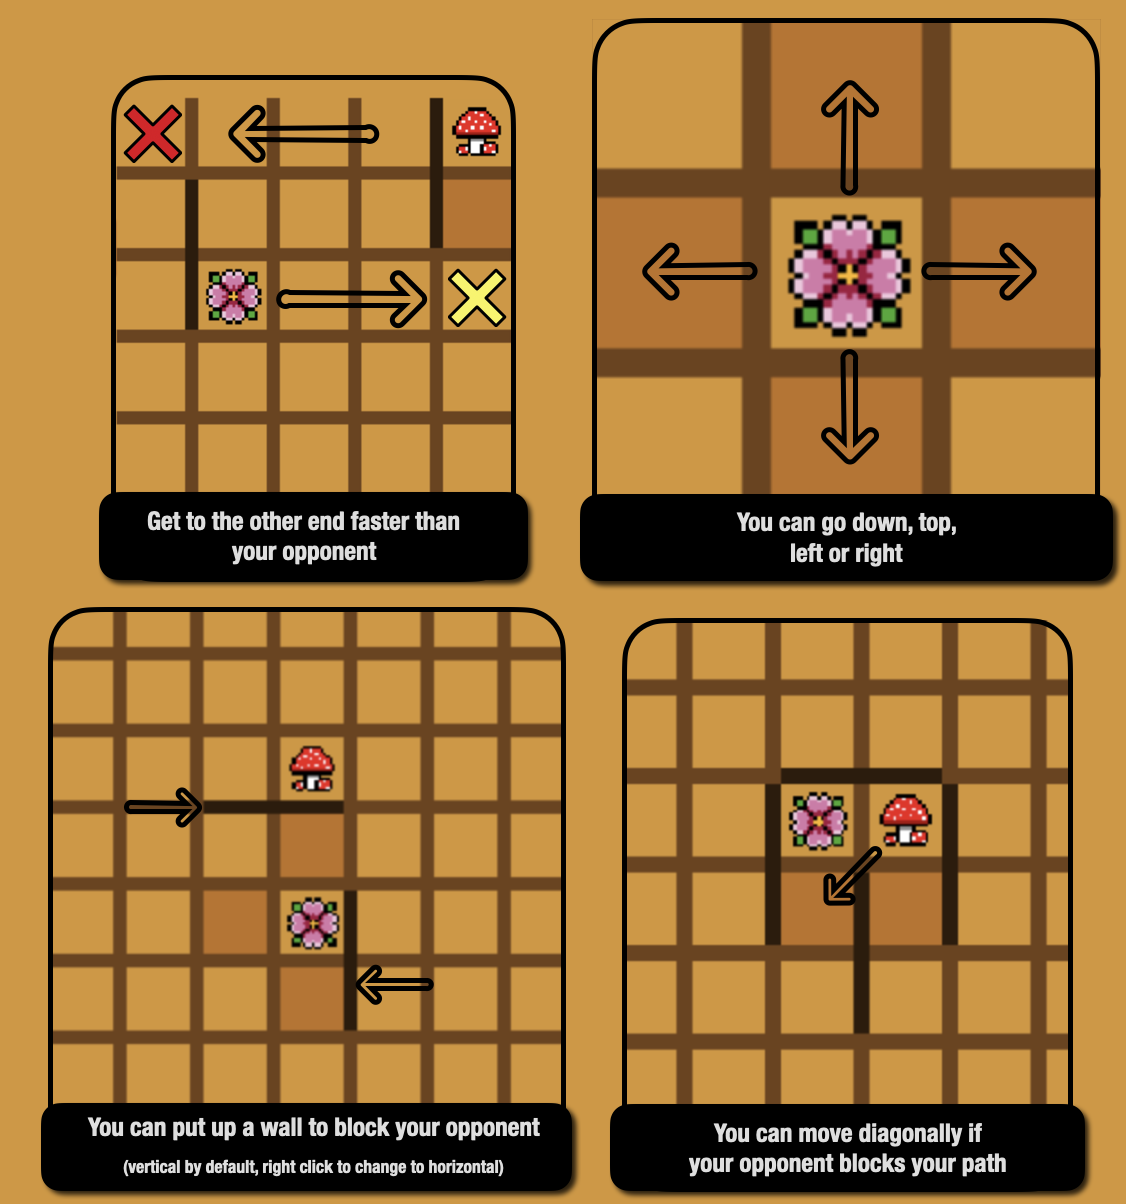 Get to the other end faster than
your opponent
You can go down, top,
left or right
You can put up a wall to block your opponent
(vertical by default, right click to change to horizontal)
You can move diagonally if
your opponent blocks your path